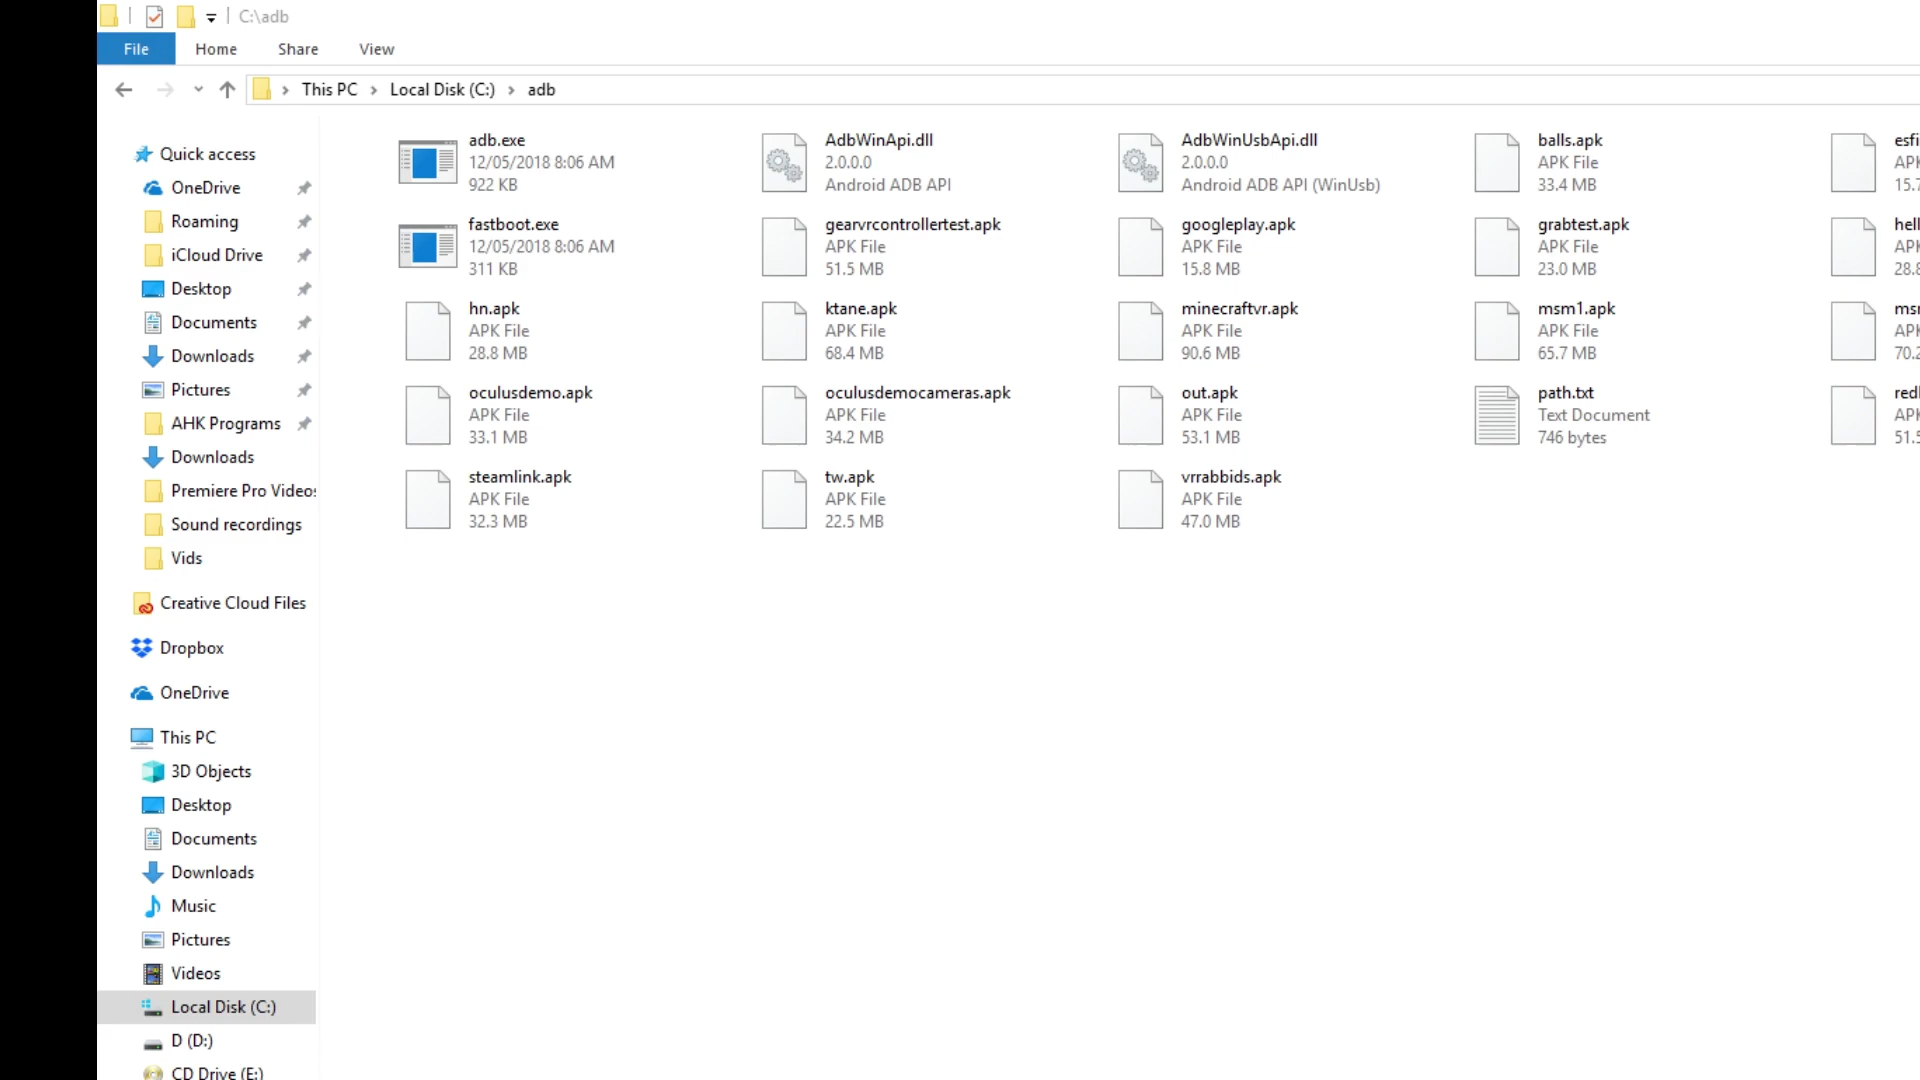 C:\adb
File Home Share View
This PC Local Disk (C:) adb
Quick access
OneDrive
Roaming
iCloud Drive
Desktop
Documents
Downloads
Pictures
AHK Programs
Downloads
Premiere Pro Videos
Sound recordings
Vids
Creative Cloud Files
Dropbox
OneDrive
This PC
3D Objects
Desktop
Documents
Downloads
Music
Pictures
Videos
Local Disk (C:)
D (D:)
CD Drive (E:)
adb.exe
12/05/2018 8:06 AM
922 KB
AdbWinApi.dll
2.0.0.0
Android ADB API
AdbWinUsbApi.dll
2.0.0.0
Android ADB API (WinUsb)
balls.apk
APK File
33.4 MB
fastboot.exe
12/05/2018 8:06 AM
311 KB
gearvrcontrollertest.apk
APK File
51.5 MB
googleplay.apk
APK File
15.8 MB
grabtest.apk
APK File
23.0 MB
hn.apk
APK File
28.8 MB
ktane.apk
APK File
68.4 MB
minecraftvr.apk
APK File
90.6 MB
msm1.apk
APK File
65.7 MB
oculusdemo.apk
APK File
33.1 MB
oculusdemocameras.apk
APK File
34.2 MB
out.apk
APK File
53.1 MB
path.txt
Text Document
746 bytes
steamlink.apk
APK File
32.3 MB
tw.apk
APK File
22.5 MB
vrrabbids.apk
APK File
47.0 MB